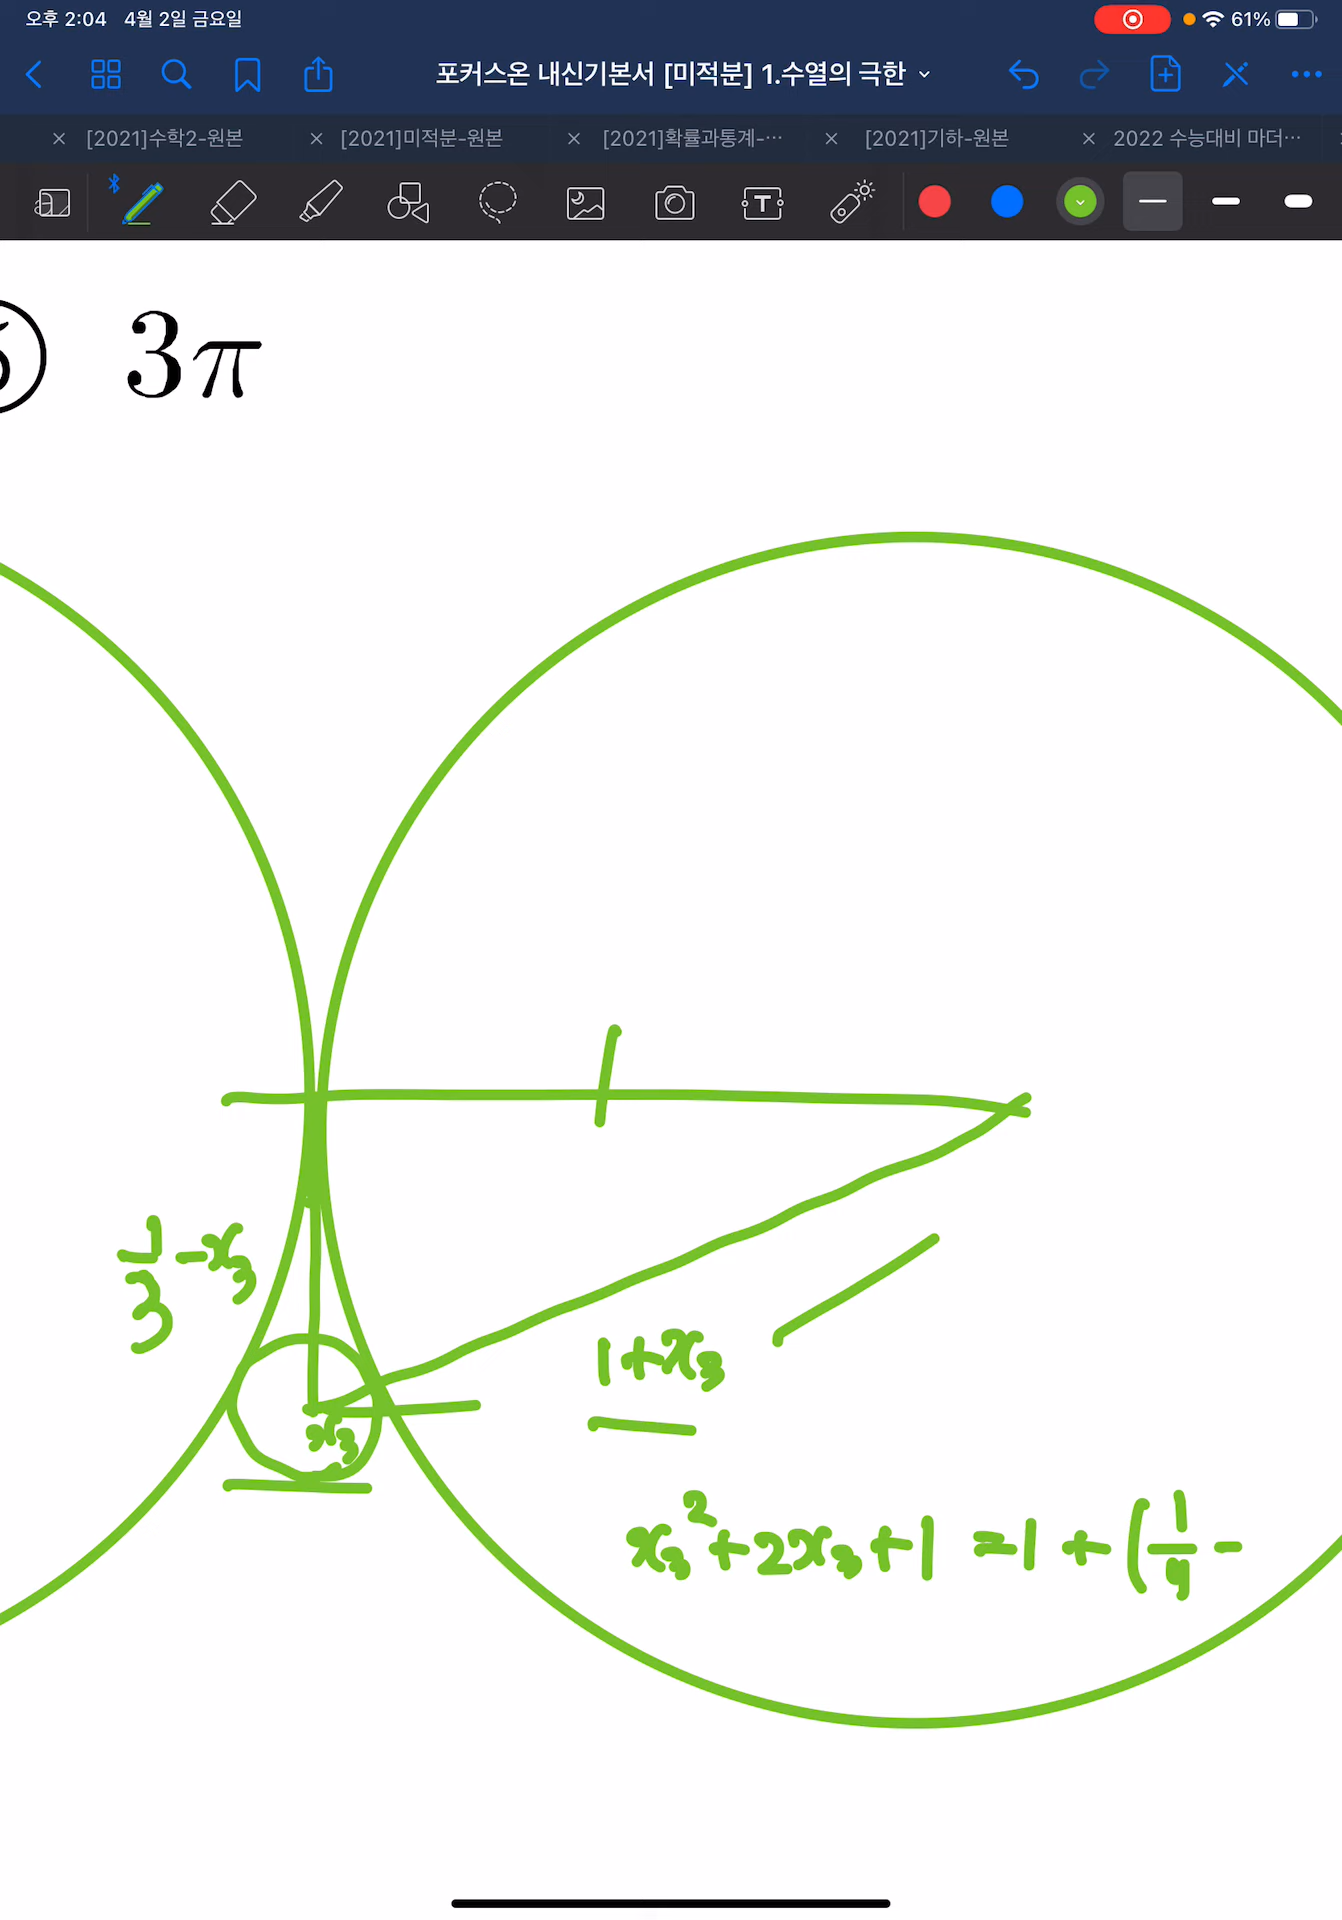 오후 2:04 4월 2일 금요일 61%
포커스온 내신기본서 [미적분] 1.수열의 극한
[2021]수학2-원본 [2021]미적분-원본 [2021]확률과통계-… [2021]기하-원본 2022 수능대비 마더…
⑤ 3π
1/3 - x₃
1+x₃
x₃
x₃²+2x₃+1 = 1 + (1/4 -